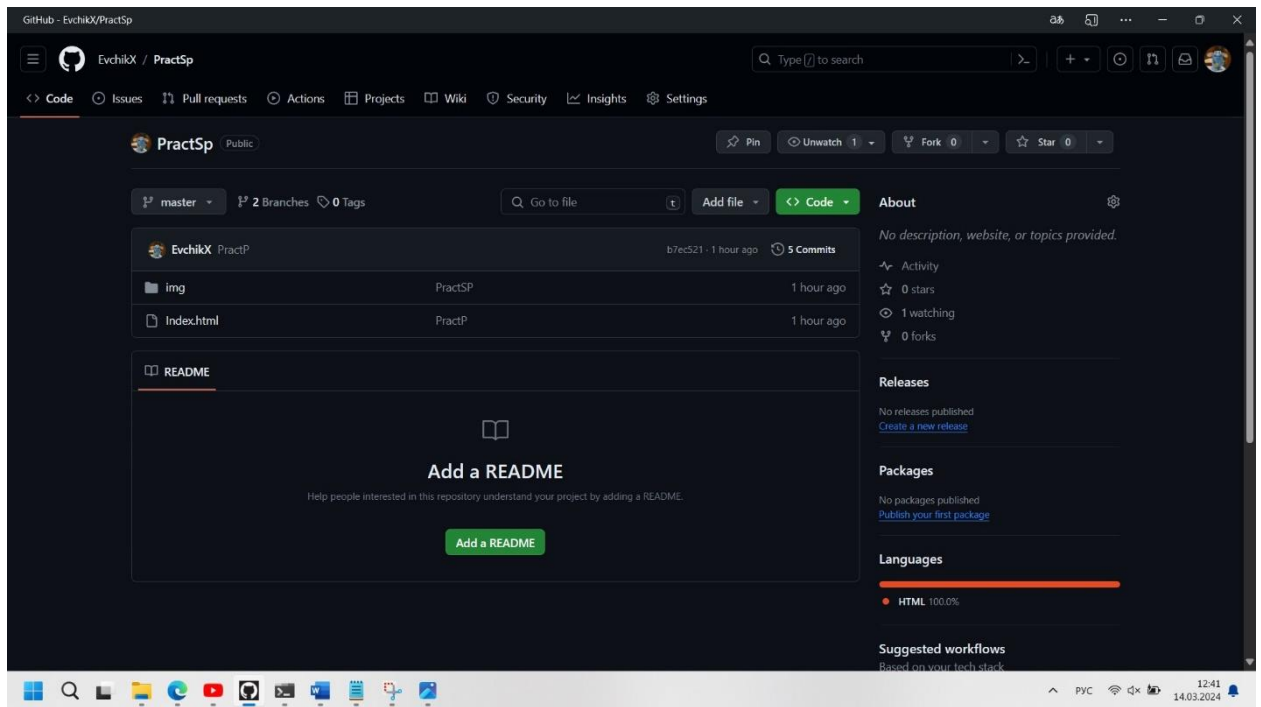 GitHub - EvchikX/PractSp
EvchikX / PractSp
Type / to search
Code Issues Pull requests Actions Projects Wiki Security Insights Settings
PractSp Public
Pin Unwatch 1 Fork 0 Star 0
master 2 Branches 0 Tags
Go to file t Add file Code
EvchikX PractP b7ec521 · 1 hour ago 5 Commits
img PractSP 1 hour ago
Index.html PractP 1 hour ago
README
Add a README
Help people interested in this repository understand your project by adding a README.
Add a README
About
No description, website, or topics provided.
Activity
0 stars
1 watching
0 forks
Releases
No releases published
Create a new release
Packages
No packages published
Publish your first package
Languages
HTML 100.0%
Suggested workflows
Based on your tech stack
РУС
12:41
14.03.2024